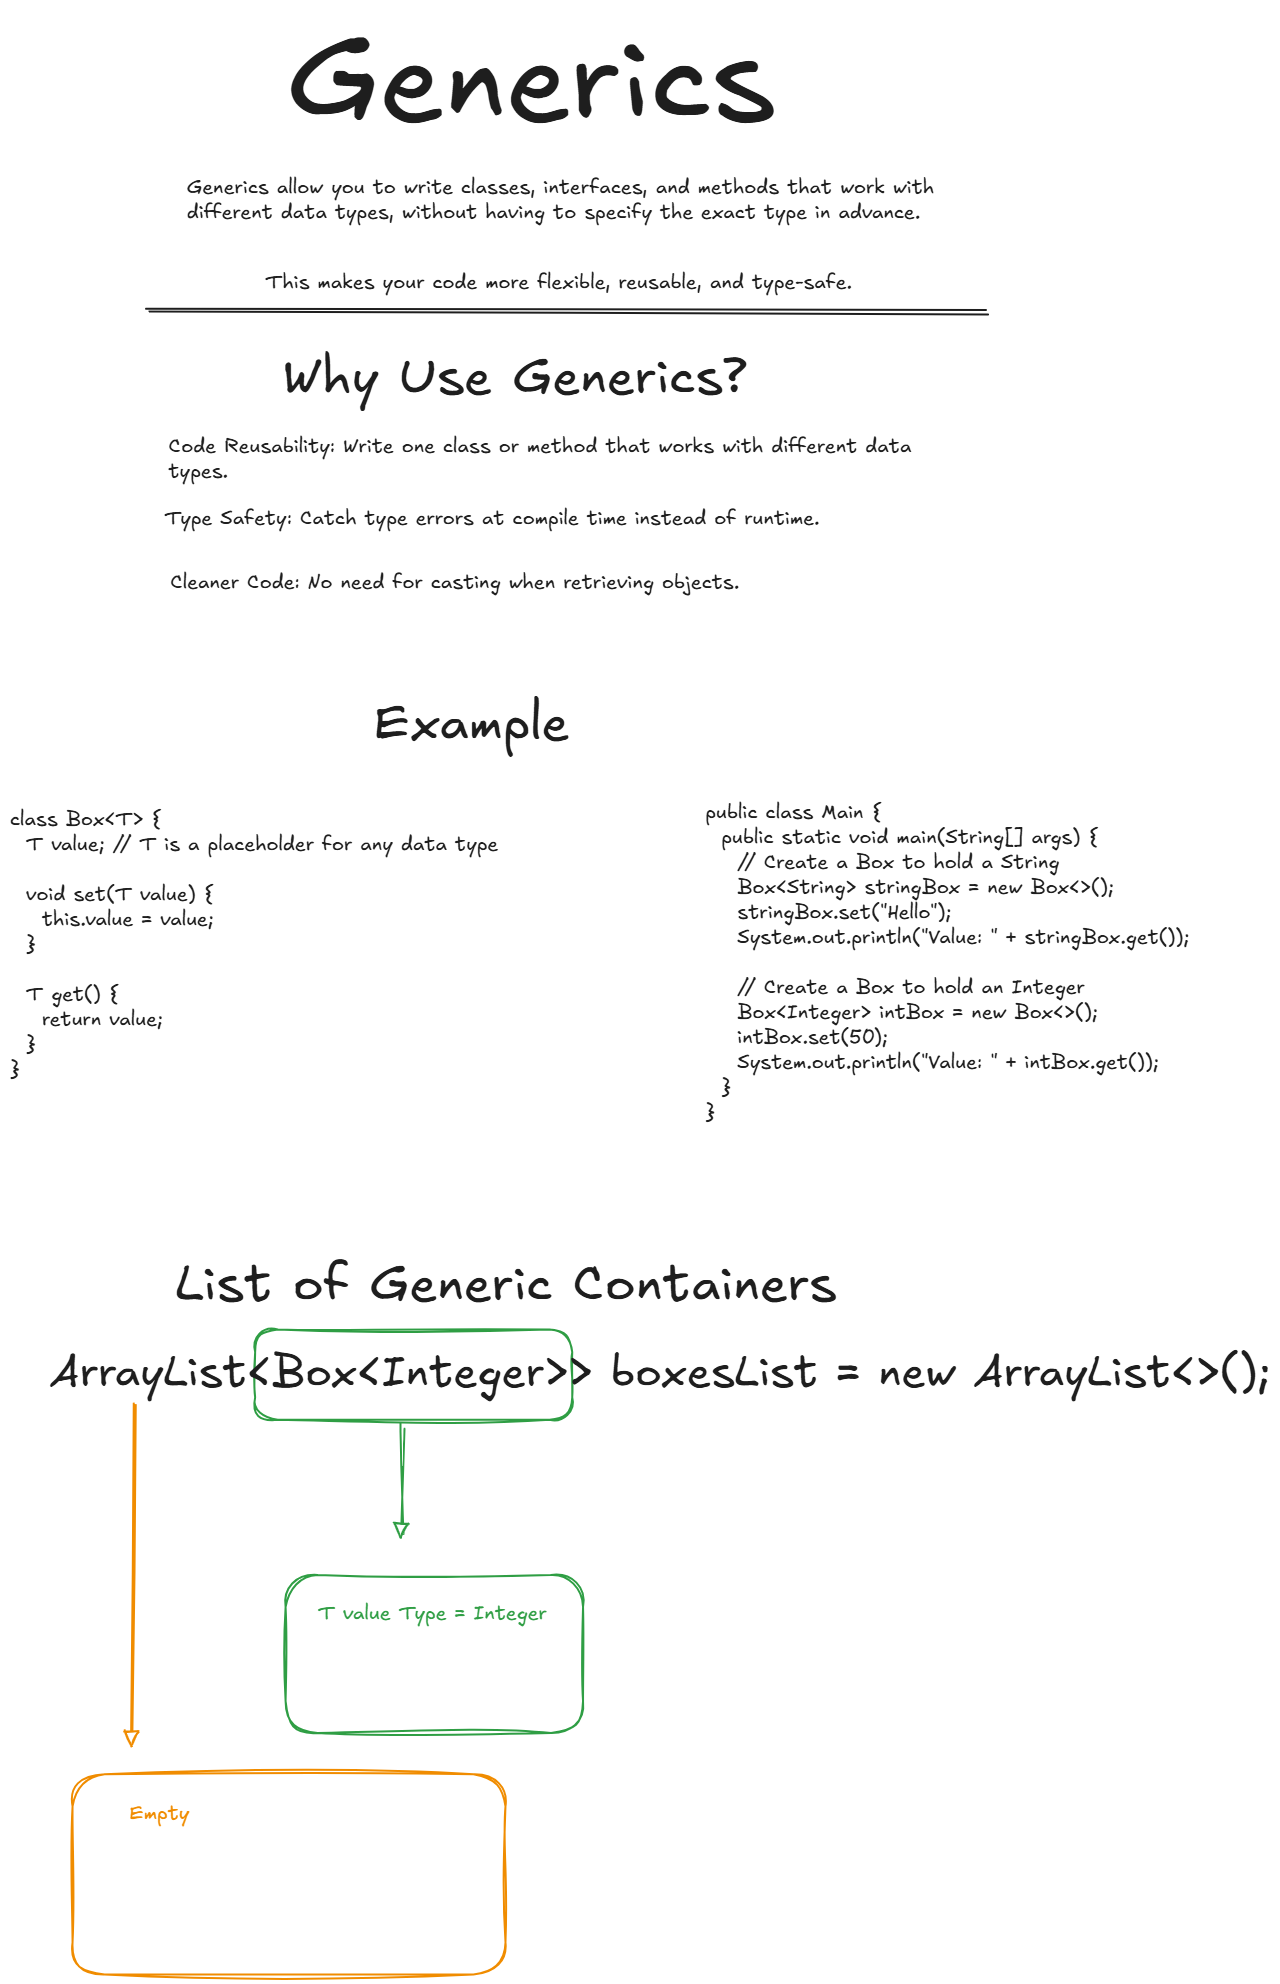 Generics
Generics allow you to write classes, interfaces, and methods that work with
different data types, without having to specify the exact type in advance.
This makes your code more flexible, reusable, and type-safe.
Why Use Generics?
Code Reusability: Write one class or method that works with different data
types.
Type Safety: Catch type errors at compile time instead of runtime.
Cleaner Code: No need for casting when retrieving objects.
Example
class Box<T> {
T value; // T is a placeholder for any data type
void set(T value) {
this.value = value;
}
T get() {
return value;
}
}
public class Main {
public static void main(String[] args) {
// Create a Box to hold a String
Box<String> stringBox = new Box<>();
stringBox.set("Hello");
System.out.println("Value: " + stringBox.get());
// Create a Box to hold an Integer
Box<Integer> intBox = new Box<>();
intBox.set(50);
System.out.println("Value: " + intBox.get());
}
}
List of Generic Containers
ArrayList<Box<Integer>> boxesList = new ArrayList<>();
T value Type = Integer
Empty